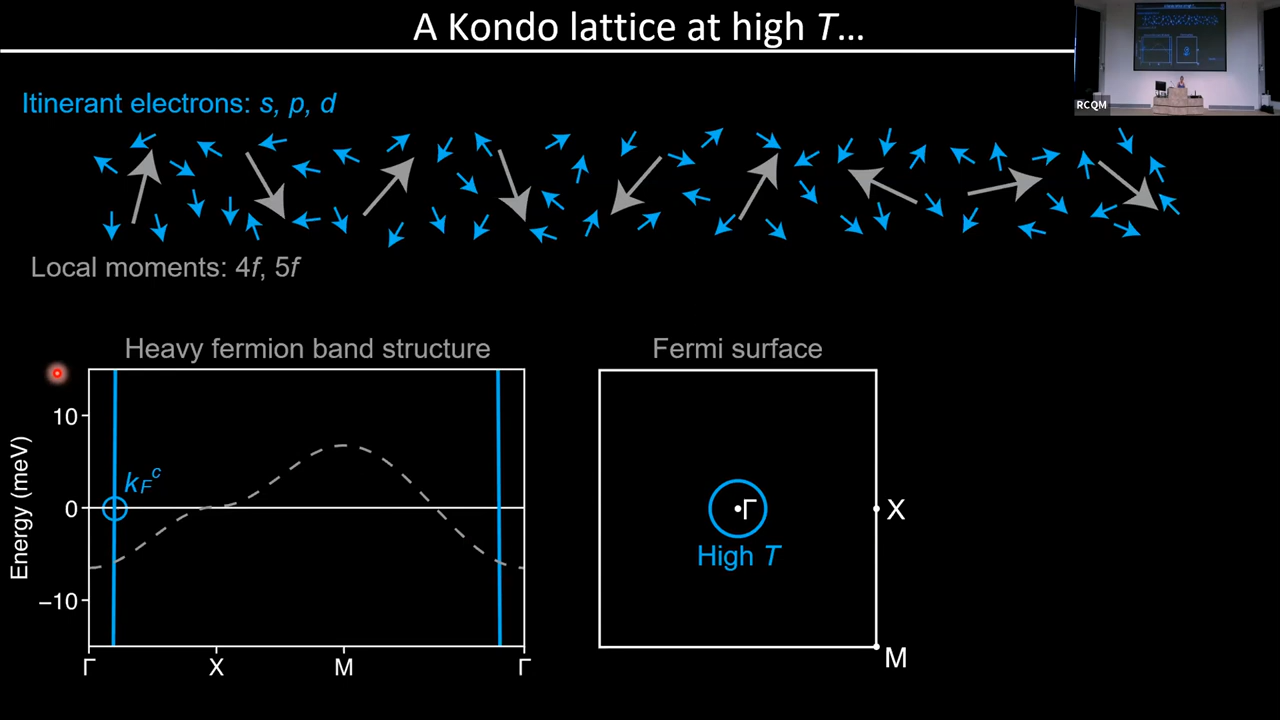 A Kondo lattice at high T...
RCQM
Itinerant electrons: s, p, d
Local moments: 4f, 5f
Heavy fermion band structure
Energy (meV)
10
0
−10
k_F^c
Γ
X
M
Γ
Fermi surface
Γ
High T
X
M